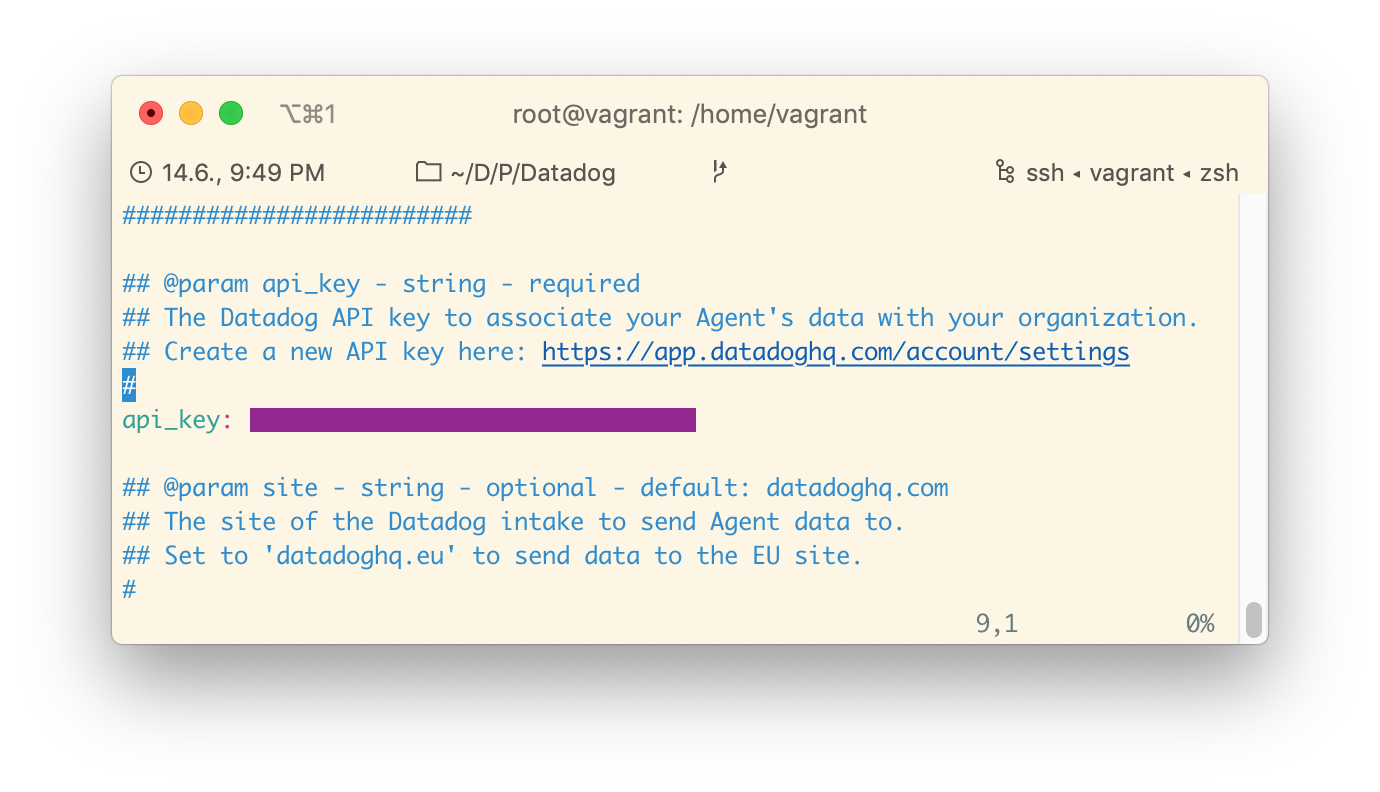 ⌥⌘1 root@vagrant: /home/vagrant
14.6., 9:49 PM ~/D/P/Datadog ssh ◂ vagrant ◂ zsh
#########################
## @param api_key - string - required
## The Datadog API key to associate your Agent's data with your organization.
## Create a new API key here: https://app.datadoghq.com/account/settings
#
api_key:
## @param site - string - optional - default: datadoghq.com
## The site of the Datadog intake to send Agent data to.
## Set to 'datadoghq.eu' to send data to the EU site.
#
9,1 0%